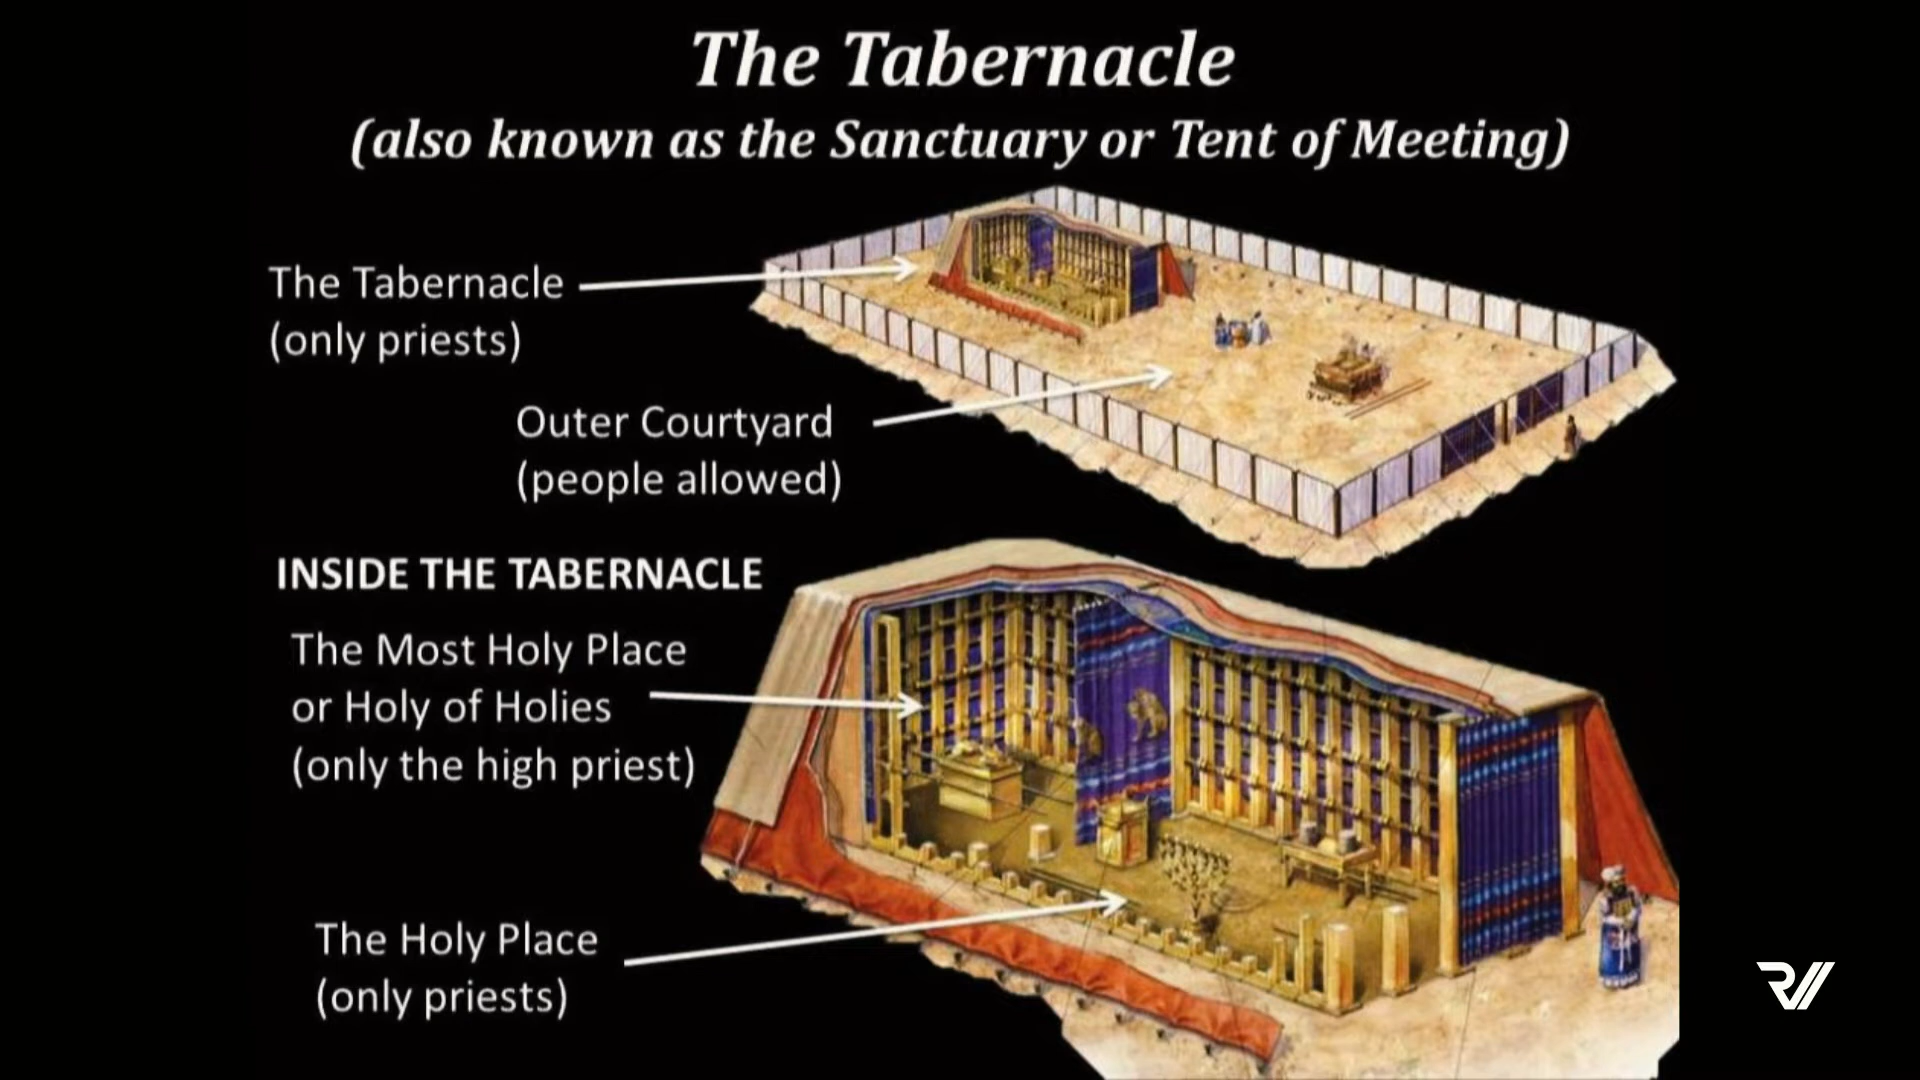 The Tabernacle
(also known as the Sanctuary or Tent of Meeting)
The Tabernacle
(only priests)
Outer Courtyard
(people allowed)
INSIDE THE TABERNACLE
The Most Holy Place
or Holy of Holies
(only the high priest)
The Holy Place
(only priests)